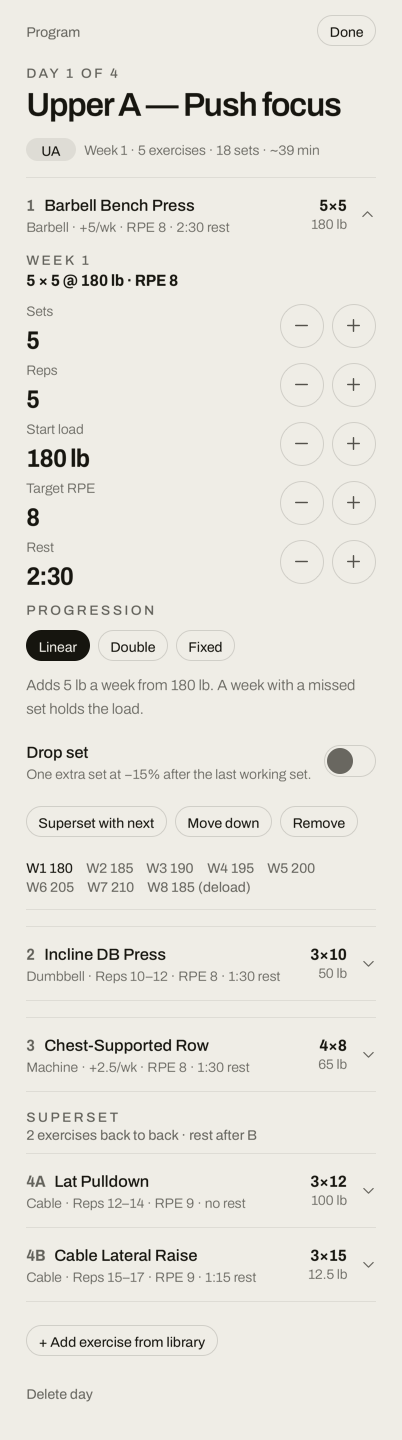 Program
Done
DAY 1 OF 4
Upper A — Push focus
UA
Week 1 · 5 exercises · 18 sets · ~39 min
1 Barbell Bench Press 5×5
Barbell · +5/wk · RPE 8 · 2:30 rest 180 lb
WEEK 1
5 × 5 @ 180 lb · RPE 8
Sets
5
− +
Reps
5
− +
Start load
180 lb
− +
Target RPE
8
− +
Rest
2:30
− +
PROGRESSION
Linear Double Fixed
Adds 5 lb a week from 180 lb. A week with a missed
set holds the load.
Drop set
One extra set at −15% after the last working set.
Superset with next Move down Remove
W1 180 W2 185 W3 190 W4 195 W5 200
W6 205 W7 210 W8 185 (deload)
2 Incline DB Press 3×10
Dumbbell · Reps 10–12 · RPE 8 · 1:30 rest 50 lb
3 Chest-Supported Row 4×8
Machine · +2.5/wk · RPE 8 · 1:30 rest 65 lb
SUPERSET
2 exercises back to back · rest after B
4A Lat Pulldown 3×12
Cable · Reps 12–14 · RPE 9 · no rest 100 lb
4B Cable Lateral Raise 3×15
Cable · Reps 15–17 · RPE 9 · 1:15 rest 12.5 lb
+ Add exercise from library
Delete day